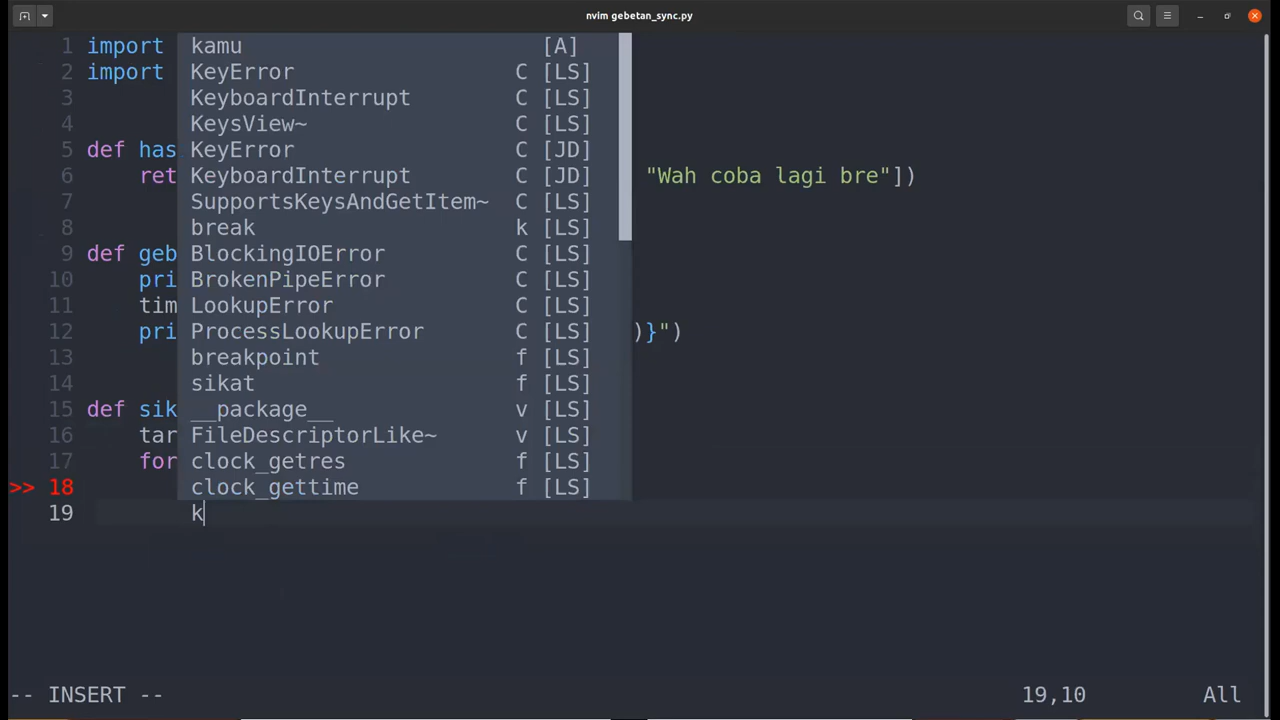 nvim gebetan_sync.py
1 import kamu [A]
2 import KeyError C [LS]
3 KeyboardInterrupt C [LS]
4 KeysView~ C [LS]
5 def has KeyError C [JD]
6 ret KeyboardInterrupt C [JD] "Wah coba lagi bre"])
7 SupportsKeysAndGetItem~ C [LS]
8 break k [LS]
9 def geb BlockingIOError C [LS]
10 pri BrokenPipeError C [LS]
11 tim LookupError C [LS]
12 pri ProcessLookupError C [LS] )}")
13 breakpoint f [LS]
14 sikat f [LS]
15 def sik __package__ v [LS]
16 tar FileDescriptorLike~ v [LS]
17 for clock_getres f [LS]
>> 18 clock_gettime f [LS]
19 k
-- INSERT -- 19,10 All